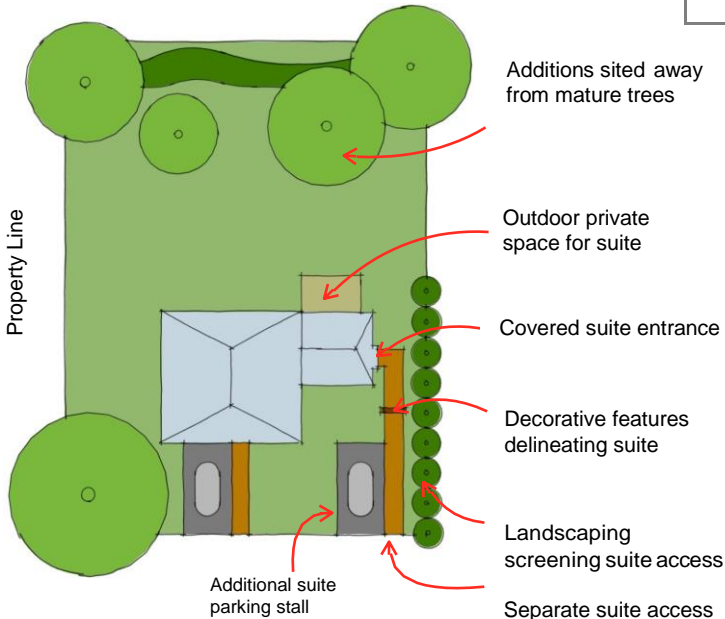 Additions sited away
from mature trees
Property Line
Outdoor private
space for suite
Covered suite entrance
Decorative features
delineating suite
Landscaping
screening suite access
Additional suite
parking stall
Separate suite access